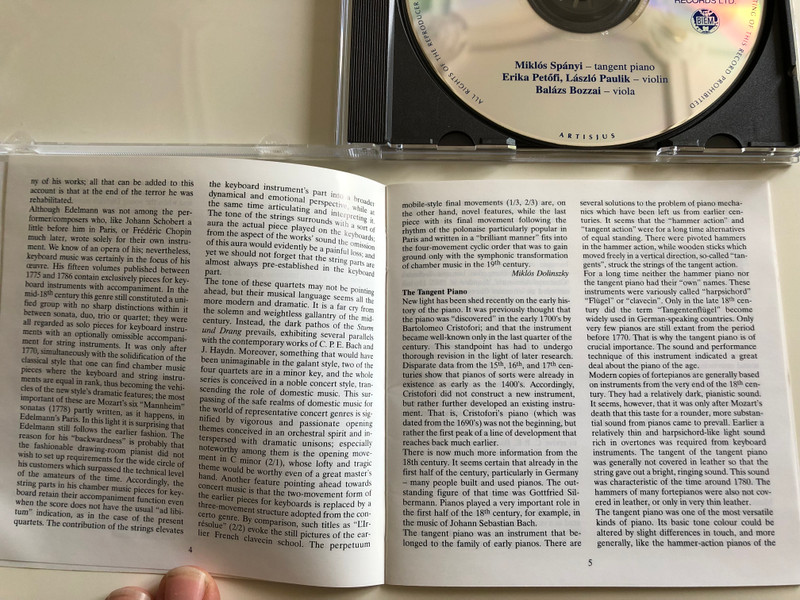 RECORDS LTD.
BIEM
ALL RIGHTS OF THE REPRODUCER
TING OF THIS RECORD PROHIBITED
Miklós Spányi – tangent piano
Erika Petőfi, László Paulik – violin
Balázs Bozzai – viola
ARTISJUS
ny of his works; all that can be added to this
account is that at the end of the terror he was
rehabilitated.
Although Edelmann was not among the per-
former/composers who, like Johann Schobert a
little before him in Paris, or Frédéric Chopin
much later, wrote solely for their own instru-
ment. We know of an opera of his; nevertheless,
keyboard music was certainly in the focus of his
œuvre. His fifteen volumes published between
1775 and 1786 contain exclusively pieces for key-
board instruments with accompaniment. In the
mid-18th century this genre still constituted a uni-
fied group with no sharp distinctions within it
between sonata, duo, trio or quartet; they were
all regarded as solo pieces for keyboard instru-
ments with an optionally omissible accompani-
ment for string instruments. It was only after
1770, simultaneously with the solidification of the
classical style that one can find chamber music
pieces where the keyboard and string instru-
ments are equal in rank, thus becoming the vehi-
cles of the new style's dramatic features; the most
important of these are Mozart's six "Mannheim"
sonatas (1778) partly written, as it happens, in
Edelmann's Paris. In this light it is surprising that
Edelmann still follows the earlier fashion. The
reason for his "backwardness" is probably that
the fashionable drawing-room pianist did not
wish to set up requirements for the wide circle of
his customers which surpassed the technical level
of the amateurs of the time. Accordingly, the
string parts in his chamber music pieces for key-
board retain their accompaniment function even
when the score does not have the usual "ad libi-
tum" indication, as in the case of the present
quartets. The contribution of the strings elevates
the keyboard instrument's part into a broader
dynamical and emotional perspective, while at
the same time articulating and interpreting it.
The tone of the strings surrounds with a sort of
aura the actual piece played on the keyboards;
from the aspect of the works' sound the omission
of this aura would evidently be a painful loss; and
yet we should not forget that the string parts are
almost always pre-established in the keyboard
part.
The tone of these quartets may not be pointing
ahead, but their musical language seems all the
more modern and dramatic. It is a far cry from
the solemn and weightless gallantry of the mid-
century. Instead, the dark pathos of the Sturm
und Drang prevails, exhibiting several parallels
with the contemporary works of C. P. E. Bach and
J. Haydn. Moreover, something that would have
been unimaginable in the galant style, two of the
four quartets are in a minor key, and the whole
series is conceived in a noble concert style, tran-
scending the role of domestic music. This sur-
passing of the safe realms of domestic music for
the world of representative concert genres is sig-
nified by vigorous and passionate opening
themes conceived in an orchestral spirit and in-
terspersed with dramatic unisons; especially
noteworthy among them is the opening move-
ment in C minor (2/1), whose lofty and tragic
theme would be worthy even of a great master's
hand. Another feature pointing ahead towards
concert music is that the two-movement form of
the earlier pieces for keyboards is replaced by a
three-movement structure adopted from the con-
certo genre. By comparison, such titles as "L'Ir-
résolue" (2/2) evoke the still pictures of the ear-
lier French clavecin school. The perpetuum
4
mobile-style final movements (1/3, 2/3) are, on
the other hand, novel features, while the last
piece with its final movement following the
rhythm of the polonaise particularly popular in
Paris and written in a "brilliant manner" fits into
the four-movement cyclic order that was to gain
ground only with the symphonic transformation
of chamber music in the 19th century.
Miklós Dolinszky
The Tangent Piano
New light has been shed recently on the early his-
tory of the piano. It was previously thought that
the piano was "discovered" in the early 1700's by
Bartolomeo Cristofori; and that the instrument
became well-known only in the last quarter of the
century. This standpoint has had to undergo
thorough revision in the light of later research.
Disparate data from the 15th, 16th, and 17th cen-
turies show that pianos of sorts were already in
existence as early as the 1400's. Accordingly,
Cristofori did not construct a new instrument,
but rather further developed an existing instru-
ment. That is, Cristofori's piano (which was
dated from the 1690's) was not the beginning, but
rather the first peak of a line of development that
reaches back much earlier.
There is now much more information from the
18th century. It seems certain that already in the
first half of the century, particularly in Germany
– many people built and used pianos. The out-
standing figure of that time was Gottfried Sil-
bermann. Pianos played a very important role in
the first half of the 18th century, for example, in
the music of Johann Sebastian Bach.
The tangent piano was an instrument that be-
longed to the family of early pianos. There are
several solutions to the problem of piano mecha-
nics which have been left us from earlier cen-
turies. It seems that the "hammer action" and
"tangent action" were for a long time alternatives
of equal standing. There were pivoted hammers
in the hammer action, while wooden sticks which
moved freely in a vertical direction, so-called "tan-
gents", struck the strings of the tangent action.
For a long time neither the hammer piano nor
the tangent piano had their "own" names. These
instruments were variously called "harpsichord"
"Flügel" or "clavecin". Only in the late 18th cen-
tury did the term "Tangentenflügel" become
widely used in German-speaking countries. Only
very few pianos are still extant from the period
before 1770. That is why the tangent piano is of
crucial importance. The sound and performance
technique of this instrument indicated a great
deal about the piano of the age.
Modern copies of fortepianos are generally based
on instruments from the very end of the 18th cen-
tury. They had a relatively dark, pianistic sound.
It seems, however, that it was only after Mozart's
death that this taste for a rounder, more substan-
tial sound from pianos came to prevail. Earlier a
relatively thin and harpsichord-like light sound
rich in overtones was required from keyboard
instruments. The tangent of the tangent piano
was generally not covered in leather so that the
string gave out a bright, ringing sound. This sound
was characteristic of the time around 1780. The
hammers of many fortepianos were also not cov-
ered in leather, or only in very thin leather.
The tangent piano was one of the most versatile
kinds of piano. Its basic tone colour could be
altered by slight differences in touch, and more
generally, like the hammer-action pianos of the
5